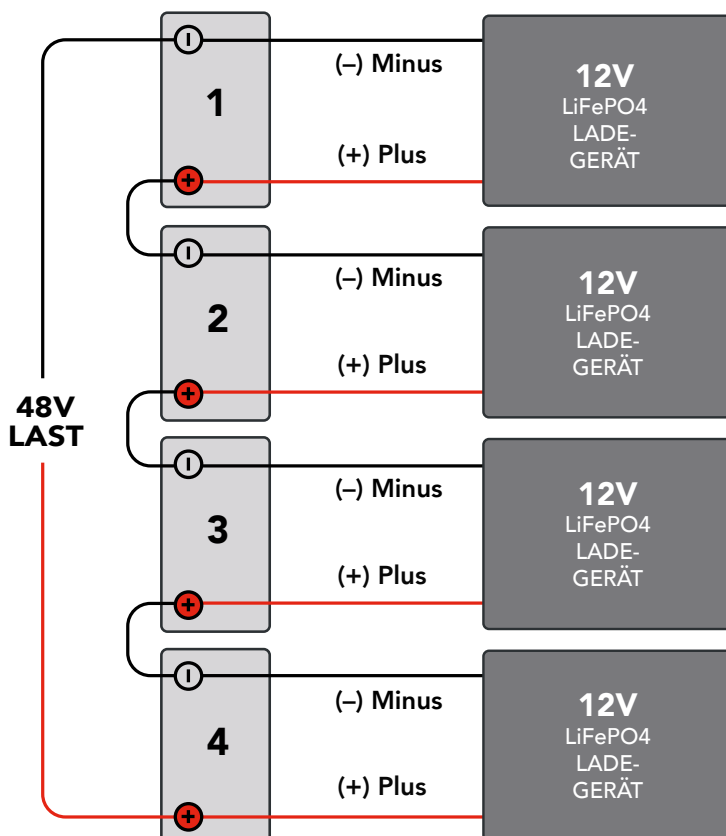 (–) Minus
1
(+) Plus
12V
LiFePO4
LADE-
GERÄT
(–) Minus
2
(+) Plus
12V
LiFePO4
LADE-
GERÄT
48V
LAST
(–) Minus
3
(+) Plus
12V
LiFePO4
LADE-
GERÄT
(–) Minus
4
(+) Plus
12V
LiFePO4
LADE-
GERÄT